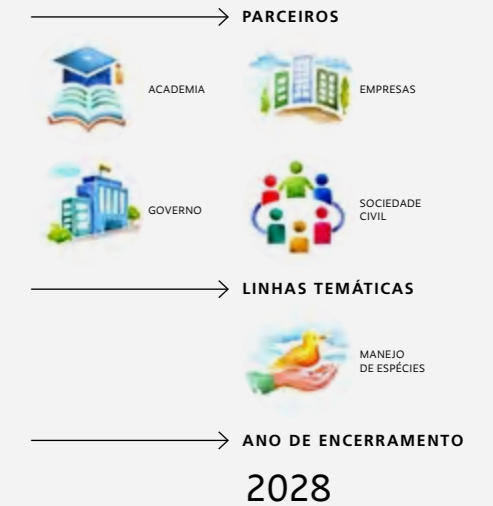 PARCEIROS
ACADEMIA
EMPRESAS
GOVERNO
SOCIEDADE
CIVIL
LINHAS TEMÁTICAS
MANEJO
DE ESPÉCIES
ANO DE ENCERRAMENTO
2028